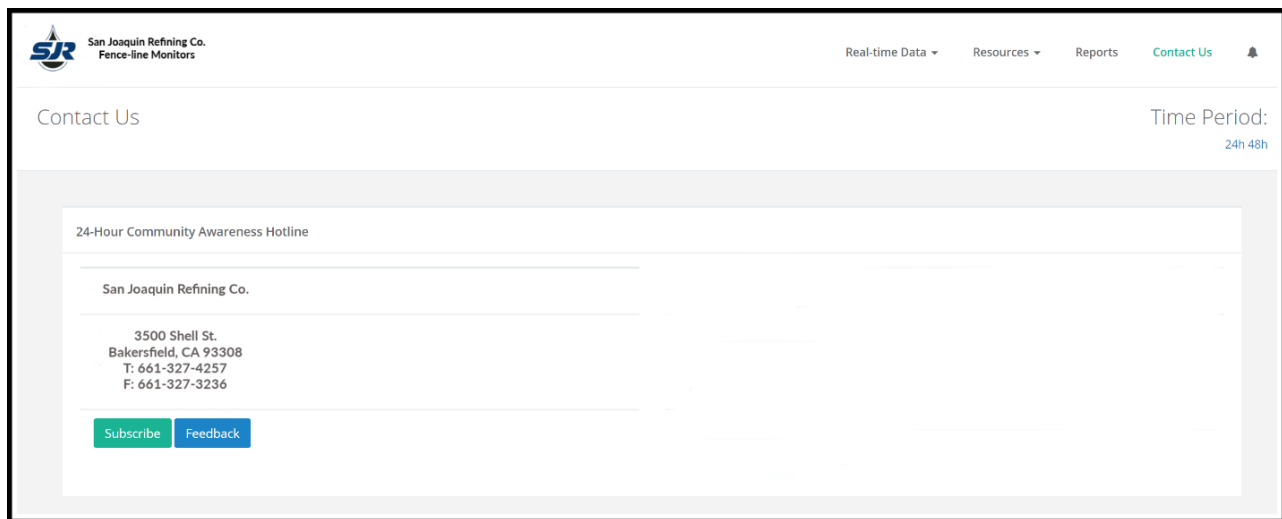 SJR
San Joaquin Refining Co.
Fence-line Monitors
Real-time Data
Resources
Reports
Contact Us
Contact Us
Time Period:
24h 48h
24-Hour Community Awareness Hotline
San Joaquin Refining Co.
3500 Shell St.
Bakersfield, CA 93308
T: 661-327-4257
F: 661-327-3236
Subscribe
Feedback